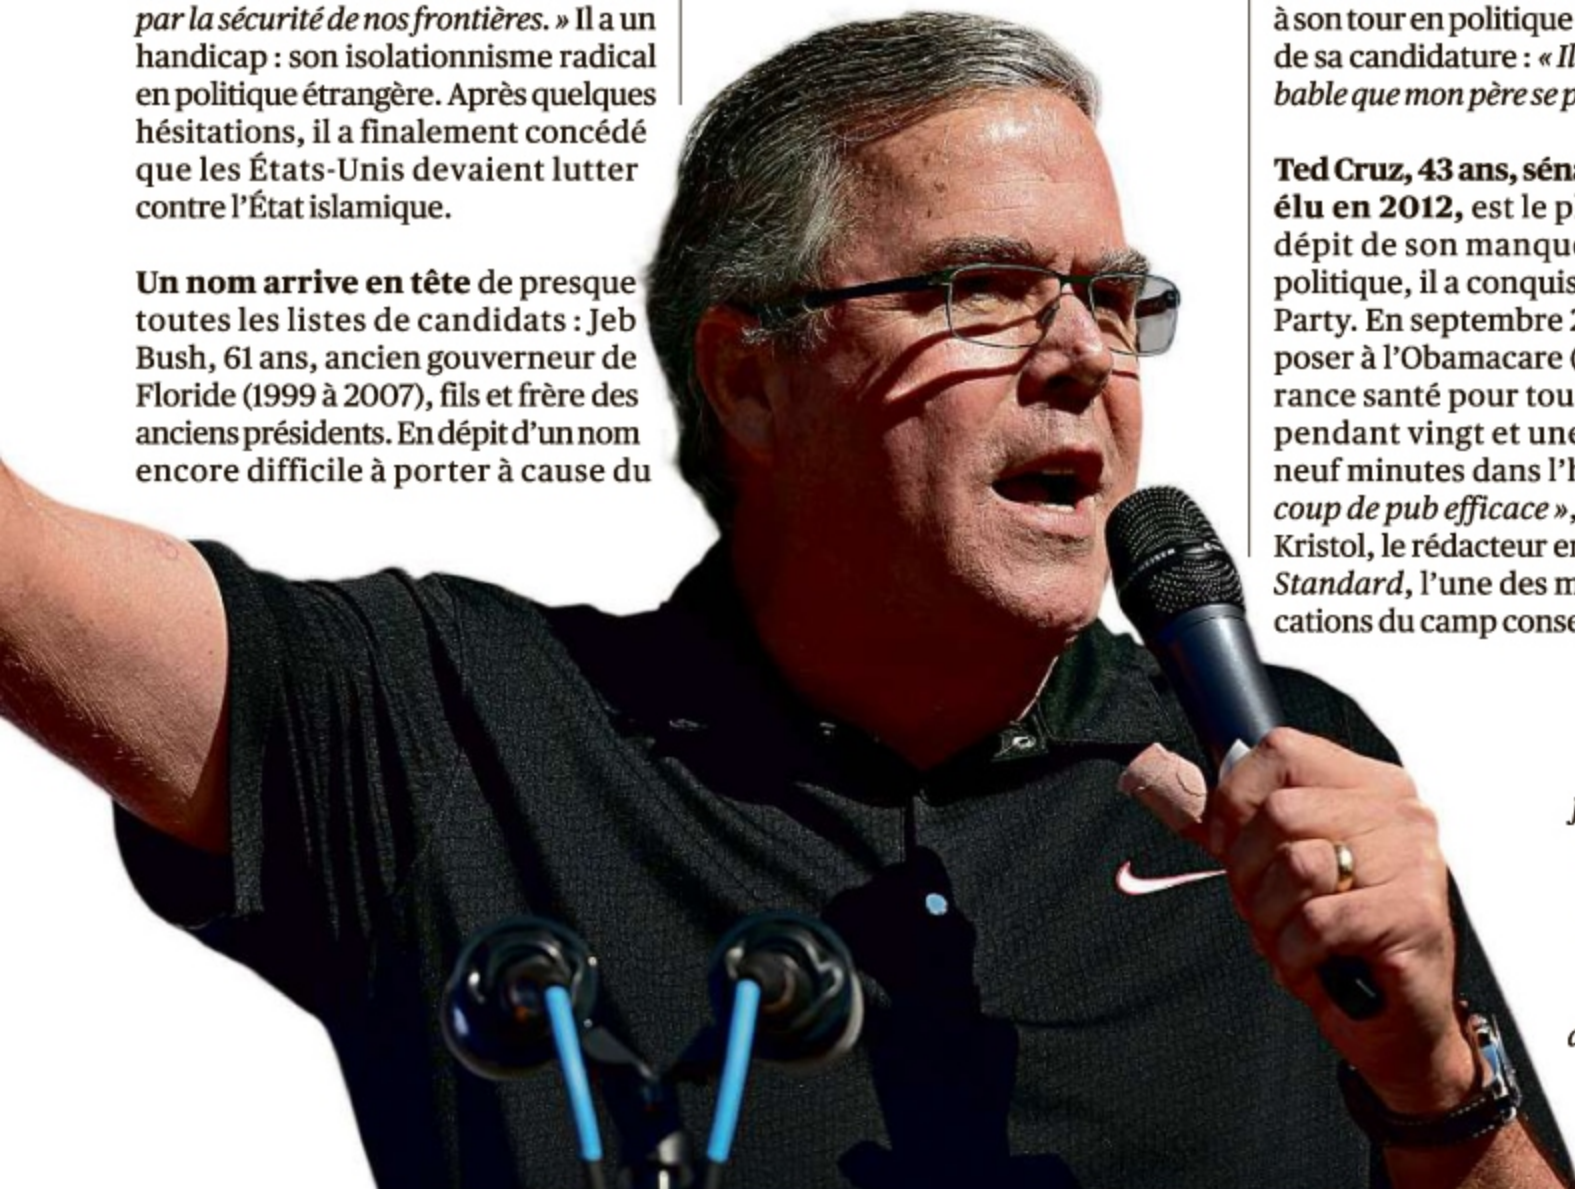 par la sécurité de nos frontières. » Il a un
handicap : son isolationnisme radical
en politique étrangère. Après quelques
hésitations, il a finalement concédé
que les États-Unis devaient lutter
contre l’État islamique.
Un nom arrive en tête de presque
toutes les listes de candidats : Jeb
Bush, 61 ans, ancien gouverneur de
Floride (1999 à 2007), fils et frère des
anciens présidents. En dépit d’un nom
encore difficile à porter à cause du
à son tour en politique
de sa candidature : « Il
bable que mon père se
Ted Cruz, 43 ans,
élu en 2012, est le
dépit de son
politique, il a conquis
Party. En septembre
poser à l’Obamacare (
rance santé pour
pendant vingt et
neuf minutes dans
coup de pub efficace »,
Kristol, le rédacteur
Standard, l’une des
cations du camp